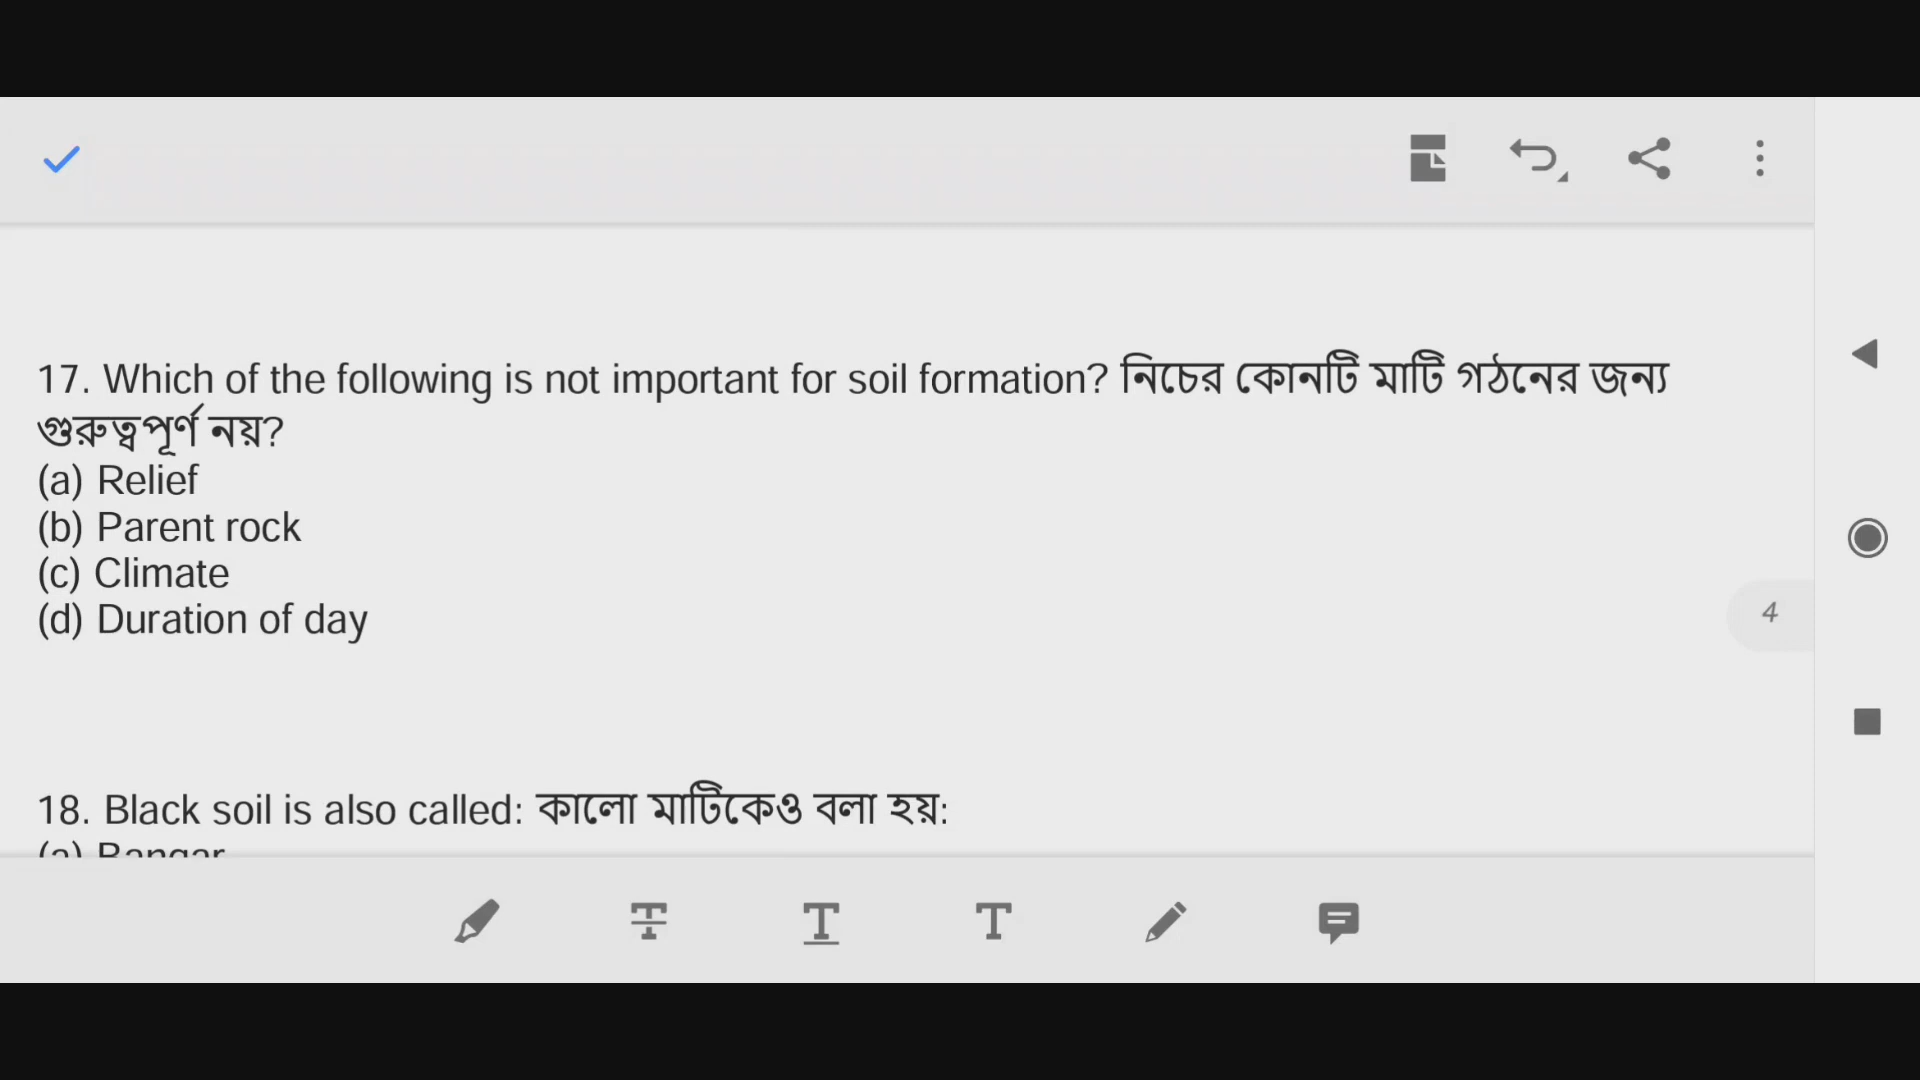 17. Which of the following is not important for soil formation? নিচের কোনটি মাটি গঠনের জন্য
গুরুত্বপূর্ণ নয়?
(a) Relief
(b) Parent rock
(c) Climate
(d) Duration of day
4
18. Black soil is also called: কালো মাটিকেও বলা হয়:
(a) Bangar